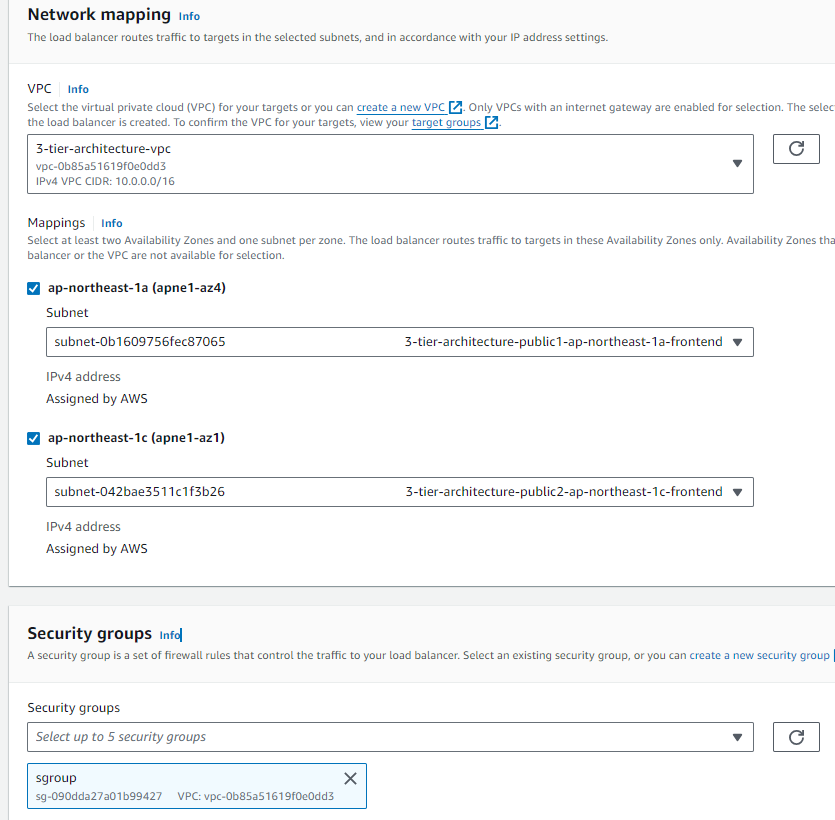 Network mapping Info
The load balancer routes traffic to targets in the selected subnets, and in accordance with your IP address settings.
VPC Info
Select the virtual private cloud (VPC) for your targets or you can create a new VPC. Only VPCs with an internet gateway are enabled for selection. The
the load balancer is created. To confirm the VPC for your targets, view your target groups.
3-tier-architecture-vpc
vpc-0b85a51619f0e0dd3
IPv4 VPC CIDR: 10.0.0.0/16
Mappings Info
Select at least two Availability Zones and one subnet per zone. The load balancer routes traffic to targets in these Availability Zones only. Availability Zones
balancer or the VPC are not available for selection.
ap-northeast-1a (apne1-az4)
Subnet
subnet-0b1609756fec87065 3-tier-architecture-public1-ap-northeast-1a-frontend
IPv4 address
Assigned by AWS
ap-northeast-1c (apne1-az1)
Subnet
subnet-042bae3511c1f3b26 3-tier-architecture-public2-ap-northeast-1c-frontend
IPv4 address
Assigned by AWS
Security groups Info
A security group is a set of firewall rules that control the traffic to your load balancer. Select an existing security group, or you can create a new security group
Security groups
Select up to 5 security groups
sgroup
sg-090dda27a01b99427 VPC: vpc-0b85a51619f0e0dd3